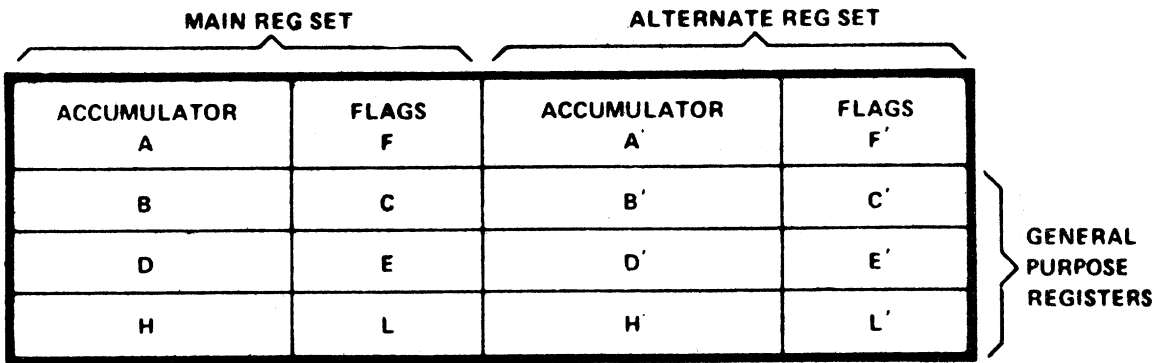 MAIN REG SET
ALTERNATE REG SET
ACCUMULATOR
A
FLAGS
F
ACCUMULATOR
A'
FLAGS
F'
B
C
B'
C'
D
E
D'
E'
H
L
H'
L'
GENERAL
PURPOSE
REGISTERS